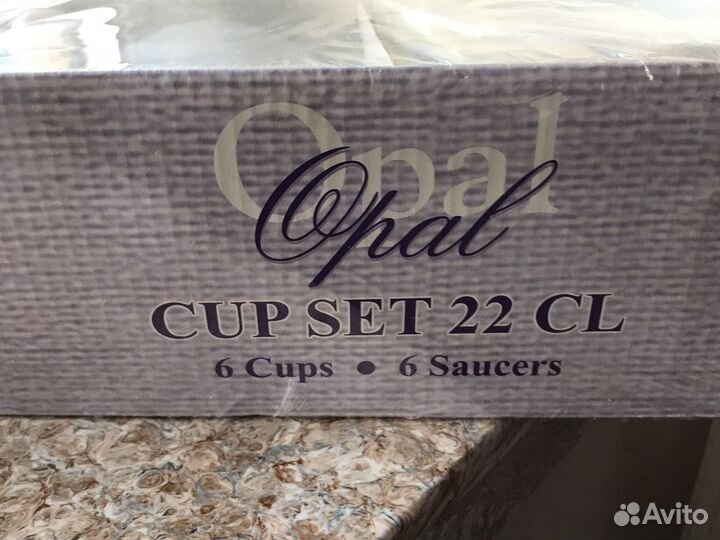 Opal
Opal
CUP SET 22 CL
6 Cups • 6 Saucers
Avito